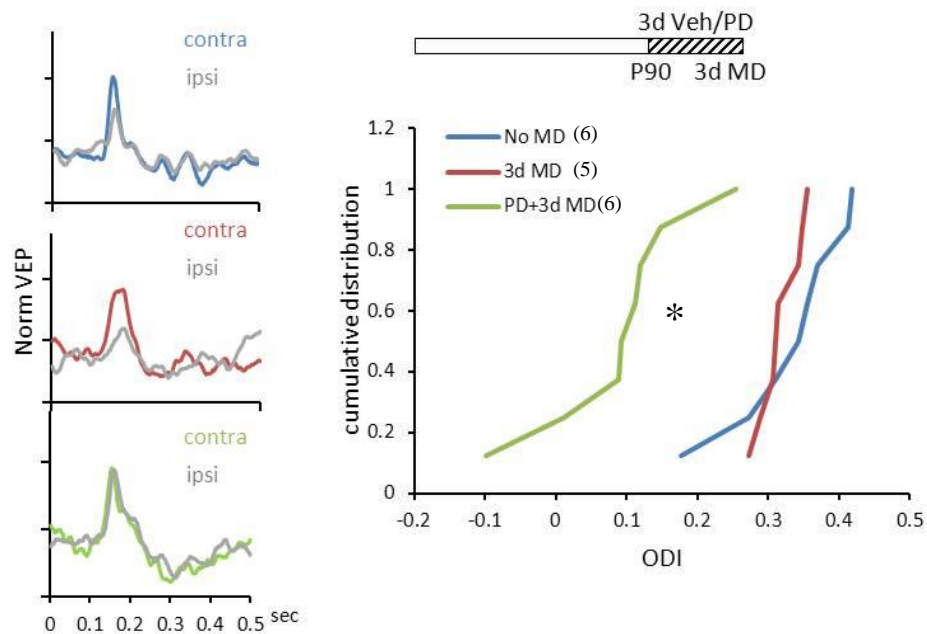 contra
ipsi
contra
ipsi
Norm VEP
contra
ipsi
0 0.1 0.2 0.3 0.4 0.5 sec
3d Veh/PD
P90 3d MD
No MD (6)
3d MD (5)
PD+3d MD(6)
1.2
1
0.8
0.6
0.4
0.2
0
cumulative distribution
*
-0.2 -0.1 0 0.1 0.2 0.3 0.4 0.5
ODI